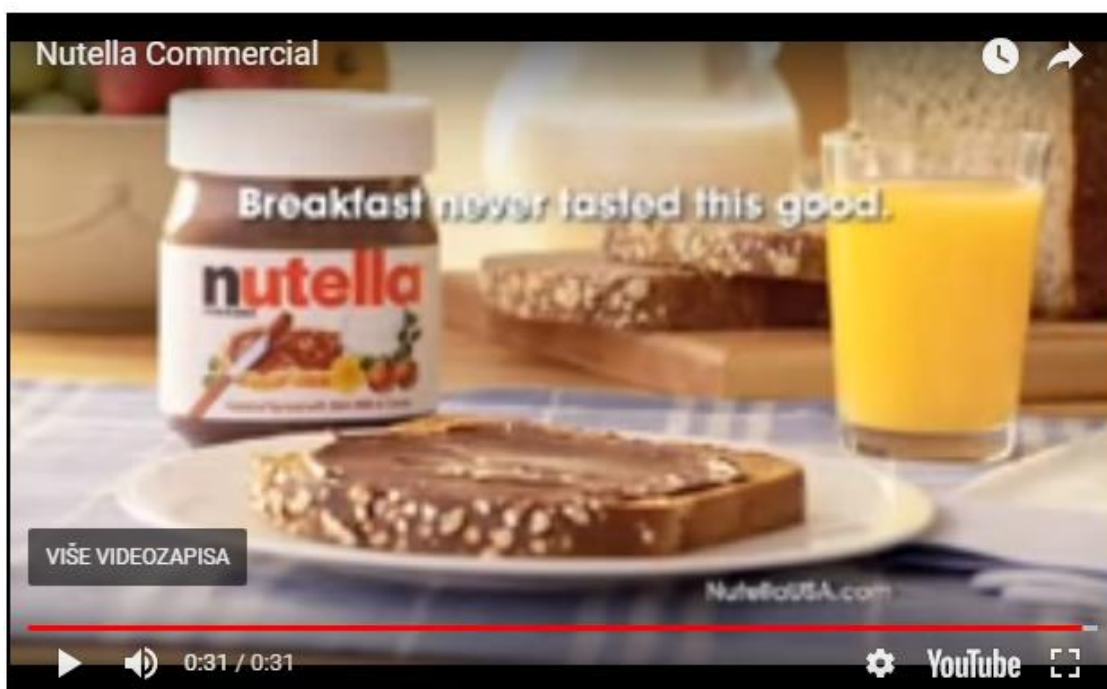 Nutella Commercial
Breakfast never tasted this good.
nutella
VIŠE VIDEOZAPISA
NutellaUSA.com
0:31 / 0:31
YouTube